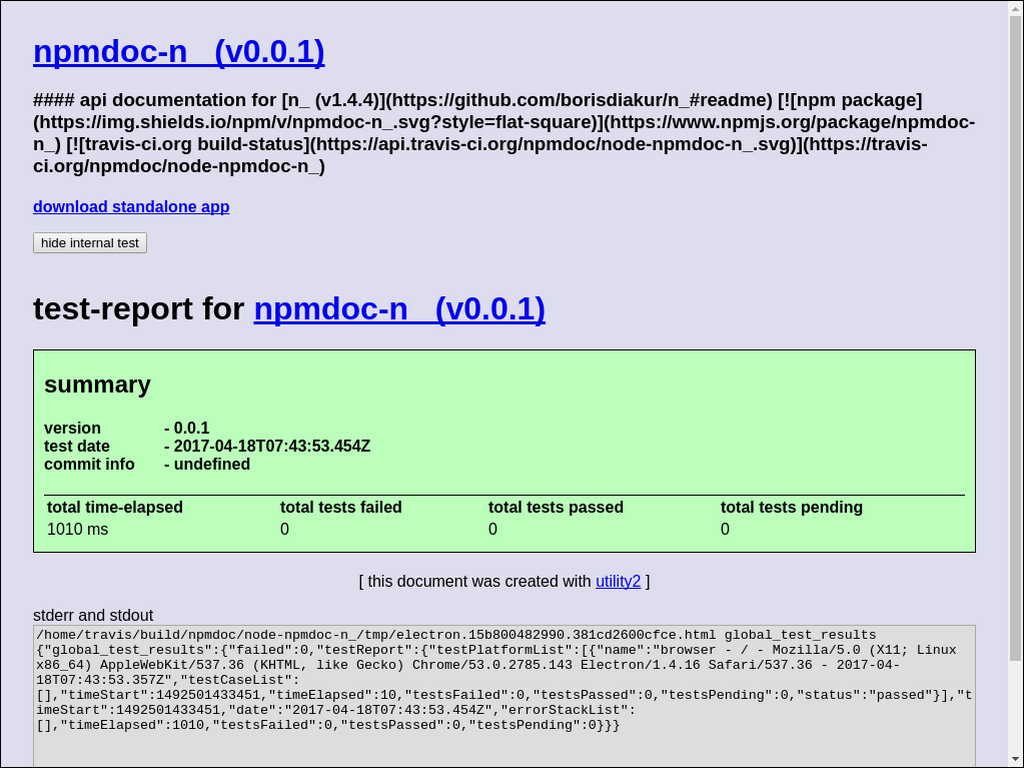 npmdoc-n_ (v0.0.1)
#### api documentation for [n_ (v1.4.4)](https://github.com/borisdiakur/n_#readme) [![npm package]
(https://img.shields.io/npm/v/npmdoc-n_.svg?style=flat-square)](https://www.npmjs.org/package/npmdoc-
n_) [![travis-ci.org build-status](https://api.travis-ci.org/npmdoc/node-npmdoc-n_.svg)](https://travis-
ci.org/npmdoc/node-npmdoc-n_)
download standalone app
hide internal test
test-report for npmdoc-n_ (v0.0.1)
summary
version - 0.0.1
test date - 2017-04-18T07:43:53.454Z
commit info - undefined
total time-elapsed total tests failed total tests passed total tests pending
1010 ms 0 0 0
[ this document was created with utility2 ]
stderr and stdout
/home/travis/build/npmdoc/node-npmdoc-n_/tmp/electron.15b800482990.381cd2600cfce.html global_test_results
{"global_test_results":{"failed":0,"testReport":{"testPlatformList":[{"name":"browser - / - Mozilla/5.0 (X11; Linux
x86_64) AppleWebKit/537.36 (KHTML, like Gecko) Chrome/53.0.2785.143 Electron/1.4.16 Safari/537.36 - 2017-04-
18T07:43:53.357Z","testCaseList":
[],"timeStart":1492501433451,"timeElapsed":10,"testsFailed":0,"testsPassed":0,"testsPending":0,"status":"passed"}],"t
imeStart":1492501433451,"date":"2017-04-18T07:43:53.454Z","errorStackList":
[],"timeElapsed":1010,"testsFailed":0,"testsPassed":0,"testsPending":0}}}